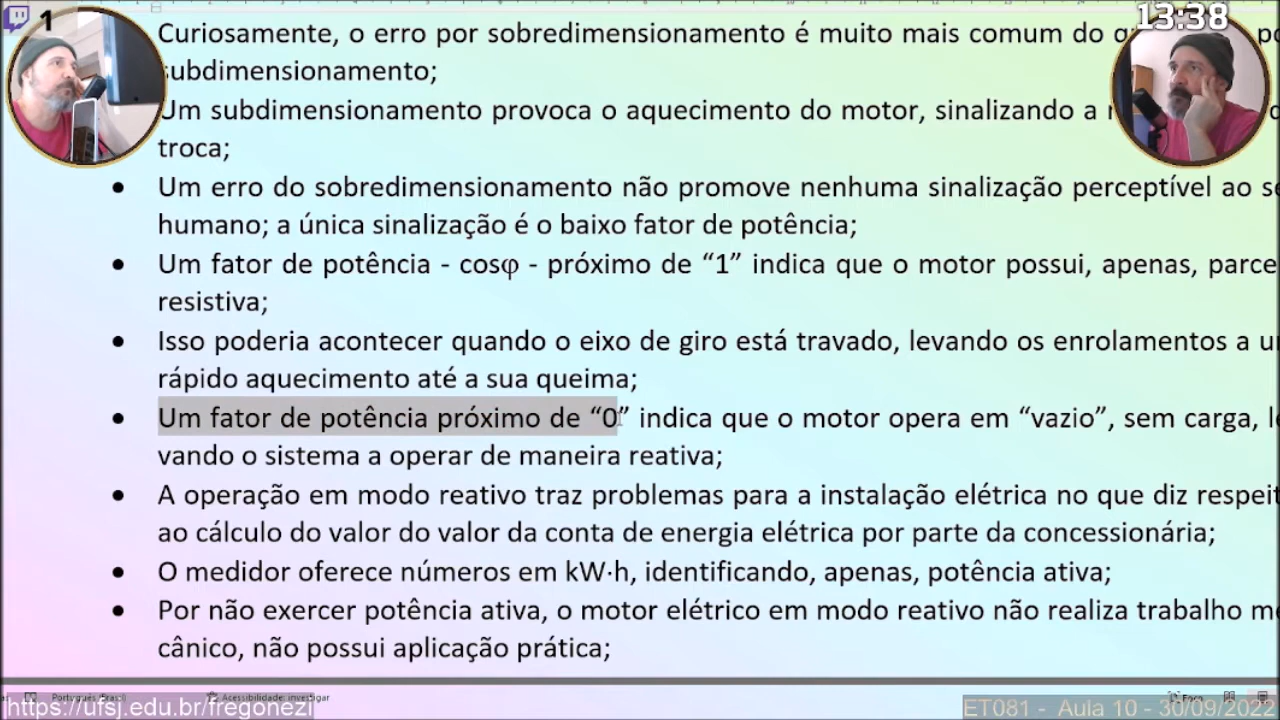 1
13:38
Curiosamente, o erro por sobredimensionamento é muito mais comum do
subdimensionamento;
Um subdimensionamento provoca o aquecimento do motor, sinalizando a
troca;
• Um erro do sobredimensionamento não promove nenhuma sinalização perceptível ao se
humano; a única sinalização é o baixo fator de potência;
• Um fator de potência - cosφ - próximo de “1” indica que o motor possui, apenas, parce
resistiva;
• Isso poderia acontecer quando o eixo de giro está travado, levando os enrolamentos a u
rápido aquecimento até a sua queima;
• Um fator de potência próximo de “0” indica que o motor opera em “vazio”, sem carga, le
vando o sistema a operar de maneira reativa;
• A operação em modo reativo traz problemas para a instalação elétrica no que diz respeit
ao cálculo do valor do valor da conta de energia elétrica por parte da concessionária;
• O medidor oferece números em kW·h, identificando, apenas, potência ativa;
• Por não exercer potência ativa, o motor elétrico em modo reativo não realiza trabalho me
cânico, não possui aplicação prática;
Português (Brasil) Acessibilidade: investigar Foco
https://ufsj.edu.br/fregonezi
ET081 - Aula 10 - 30/09/2022